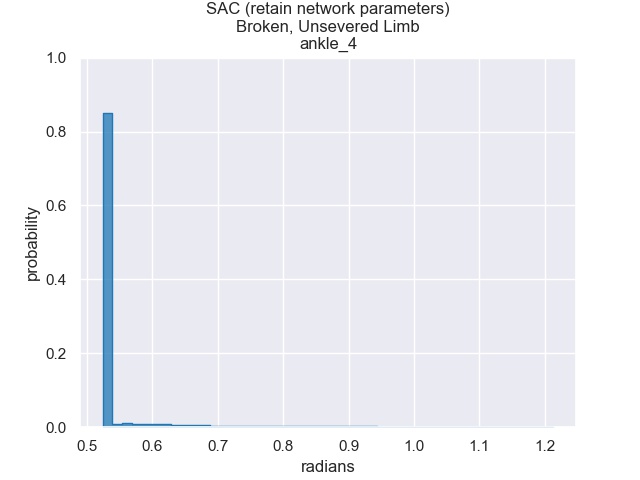 SAC (retain network parameters)
Broken, Unsevered Limb
ankle_4
1.0
0.8
0.6
0.4
0.2
0.0
probability
0.5 0.6 0.7 0.8 0.9 1.0 1.1 1.2
radians